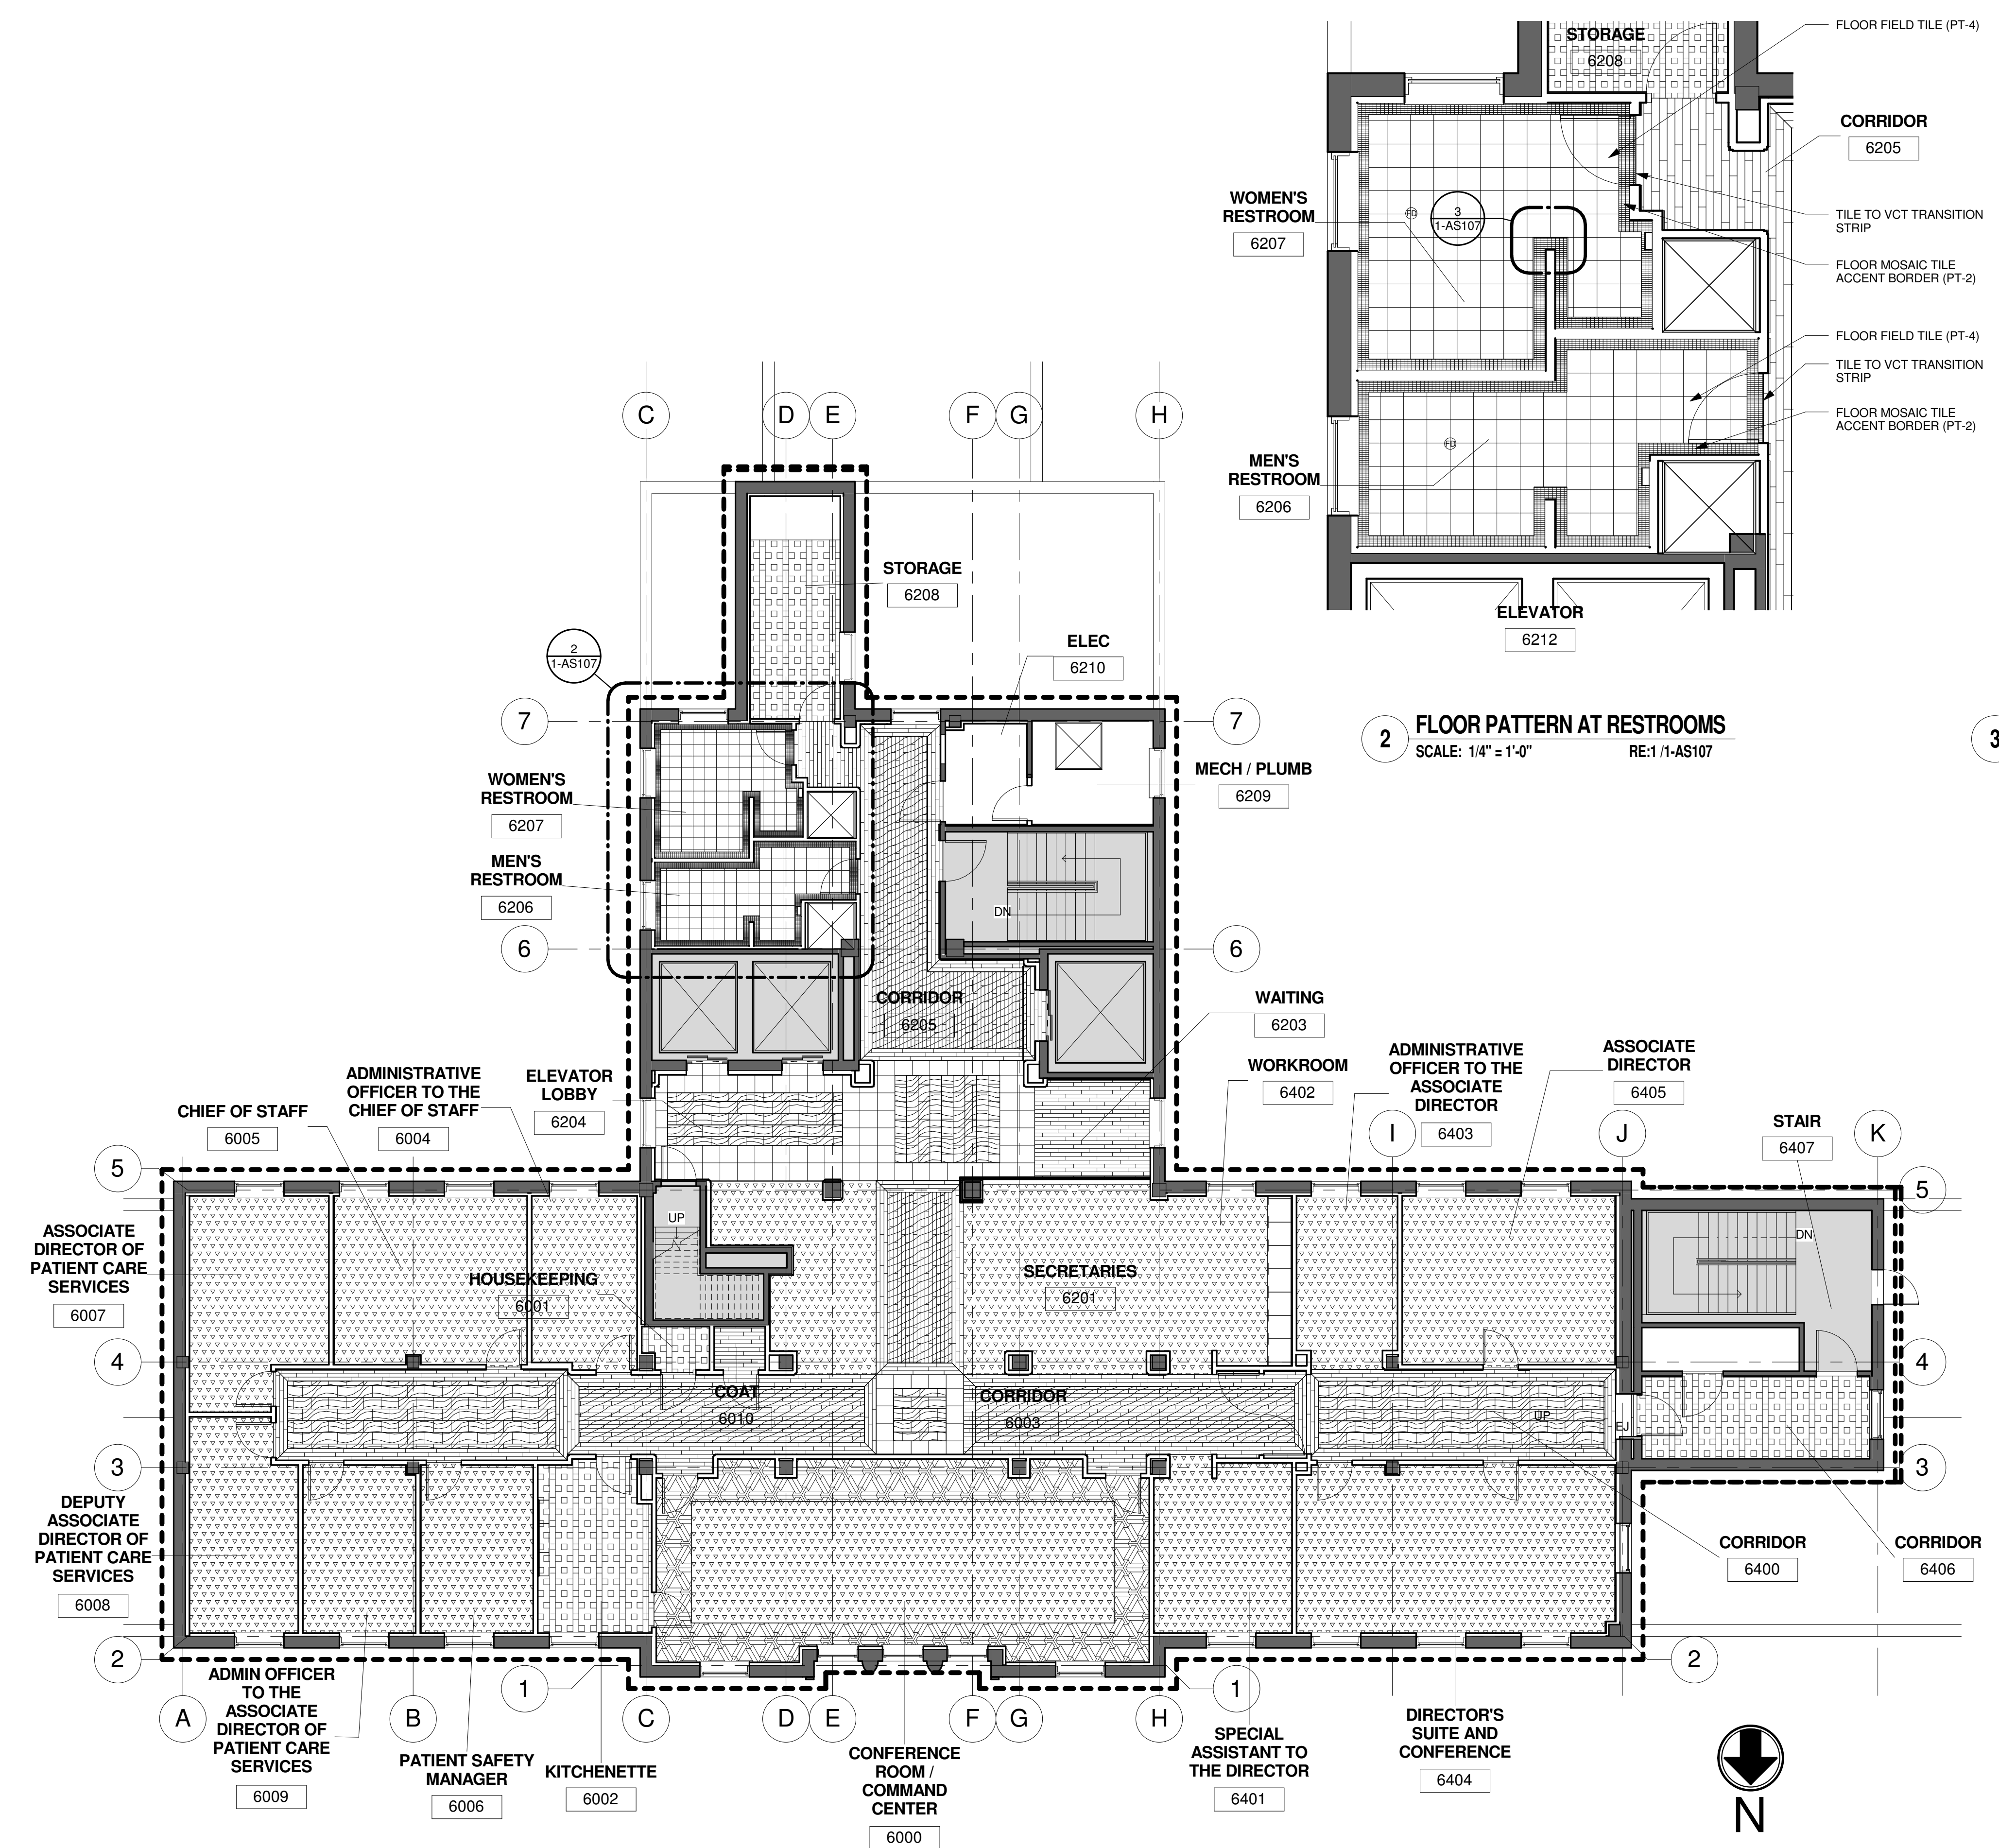 FLOOR FIELD TILE (PT-4)
STORAGE
6208
CORRIDOR
6205
WOMEN'S
RESTROOM
6207
3
1-AS107
FD
TILE TO VCT TRANSITION
STRIP
FLOOR MOSAIC TILE
ACCENT BORDER (PT-2)
FLOOR FIELD TILE (PT-4)
TILE TO VCT TRANSITION
STRIP
FLOOR MOSAIC TILE
ACCENT BORDER (PT-2)
FD
MEN'S
RESTROOM
6206
ELEVATOR
6212
2
FLOOR PATTERN AT RESTROOMS
SCALE: 1/4" = 1'-0"
RE:1 /1-AS107
3
C
D
E
F
G
H
STORAGE
6208
2
1-AS107
ELEC
6210
7
7
MECH / PLUMB
6209
WOMEN'S
RESTROOM
6207
MEN'S
RESTROOM
6206
DN
6
6
CORRIDOR
6205
WAITING
6203
WORKROOM
6402
ADMINISTRATIVE
OFFICER TO THE
ASSOCIATE
DIRECTOR
6403
ASSOCIATE
DIRECTOR
6405
STAIR
6407
I
J
K
CHIEF OF STAFF
6005
ADMINISTRATIVE
OFFICER TO THE
CHIEF OF STAFF
6004
ELEVATOR
LOBBY
6204
5
5
UP
DN
ASSOCIATE
DIRECTOR OF
PATIENT CARE
SERVICES
6007
HOUSEKEEPING
6001
SECRETARIES
6201
4
4
COAT
6010
CORRIDOR
6003
UP
EJ
3
3
DEPUTY
ASSOCIATE
DIRECTOR OF
PATIENT CARE
SERVICES
6008
CORRIDOR
6400
CORRIDOR
6406
2
2
1
1
A
B
C
D
E
F
G
H
ADMIN OFFICER
TO THE
ASSOCIATE
DIRECTOR OF
PATIENT CARE
SERVICES
6009
PATIENT SAFETY
MANAGER
6006
KITCHENETTE
6002
CONFERENCE
ROOM /
COMMAND
CENTER
6000
SPECIAL
ASSISTANT TO
THE DIRECTOR
6401
DIRECTOR'S
SUITE AND
CONFERENCE
6404
N